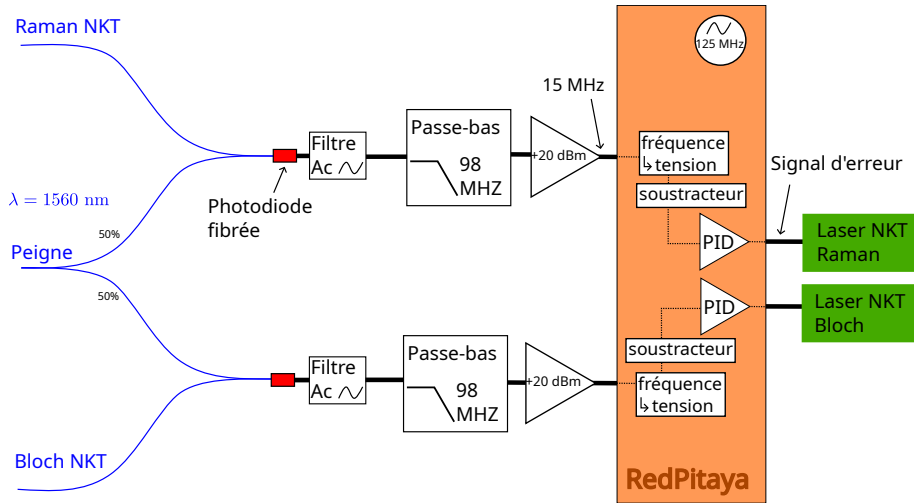 Raman NKT
λ = 1560 nm
50%
Peigne
50%
Bloch NKT
Photodiode
fibrée
Filtre
Ac
Passe-bas
98
MHZ
+20 dBm
15 MHz
125 MHz
fréquence
↳tension
soustracteur
PID
Signal d'erreur
Laser NKT
Raman
Filtre
Ac
Passe-bas
98
MHZ
+20 dBm
PID
soustracteur
fréquence
↳tension
Laser NKT
Bloch
RedPitaya